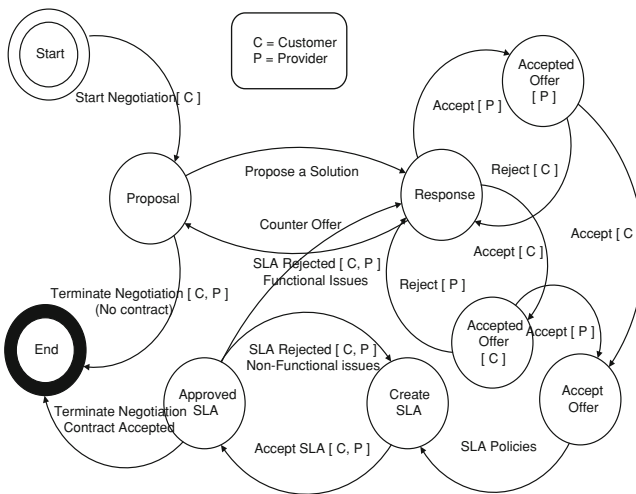 Start
C = Customer
P = Provider
Accepted
Offer
[ P ]
Start Negotiation[ C ]
Accept [ P ]
Proposal
Propose a Solution
Response
Reject [ C ]
Counter Offer
Accept [ C
SLA Rejected [ C, P ]
Functional Issues
Accept [ C ]
Reject [ P ]
Terminate Negotiation [ C, P ]
(No contract)
End
Accepted
Offer
[ C ]
Accept [ P ]
SLA Rejected [ C, P ]
Non-Functional issues
Approved
SLA
Create
SLA
Accept
Offer
Terminate Negotiation
Contract Accepted
Accept SLA [ C, P ]
SLA Policies